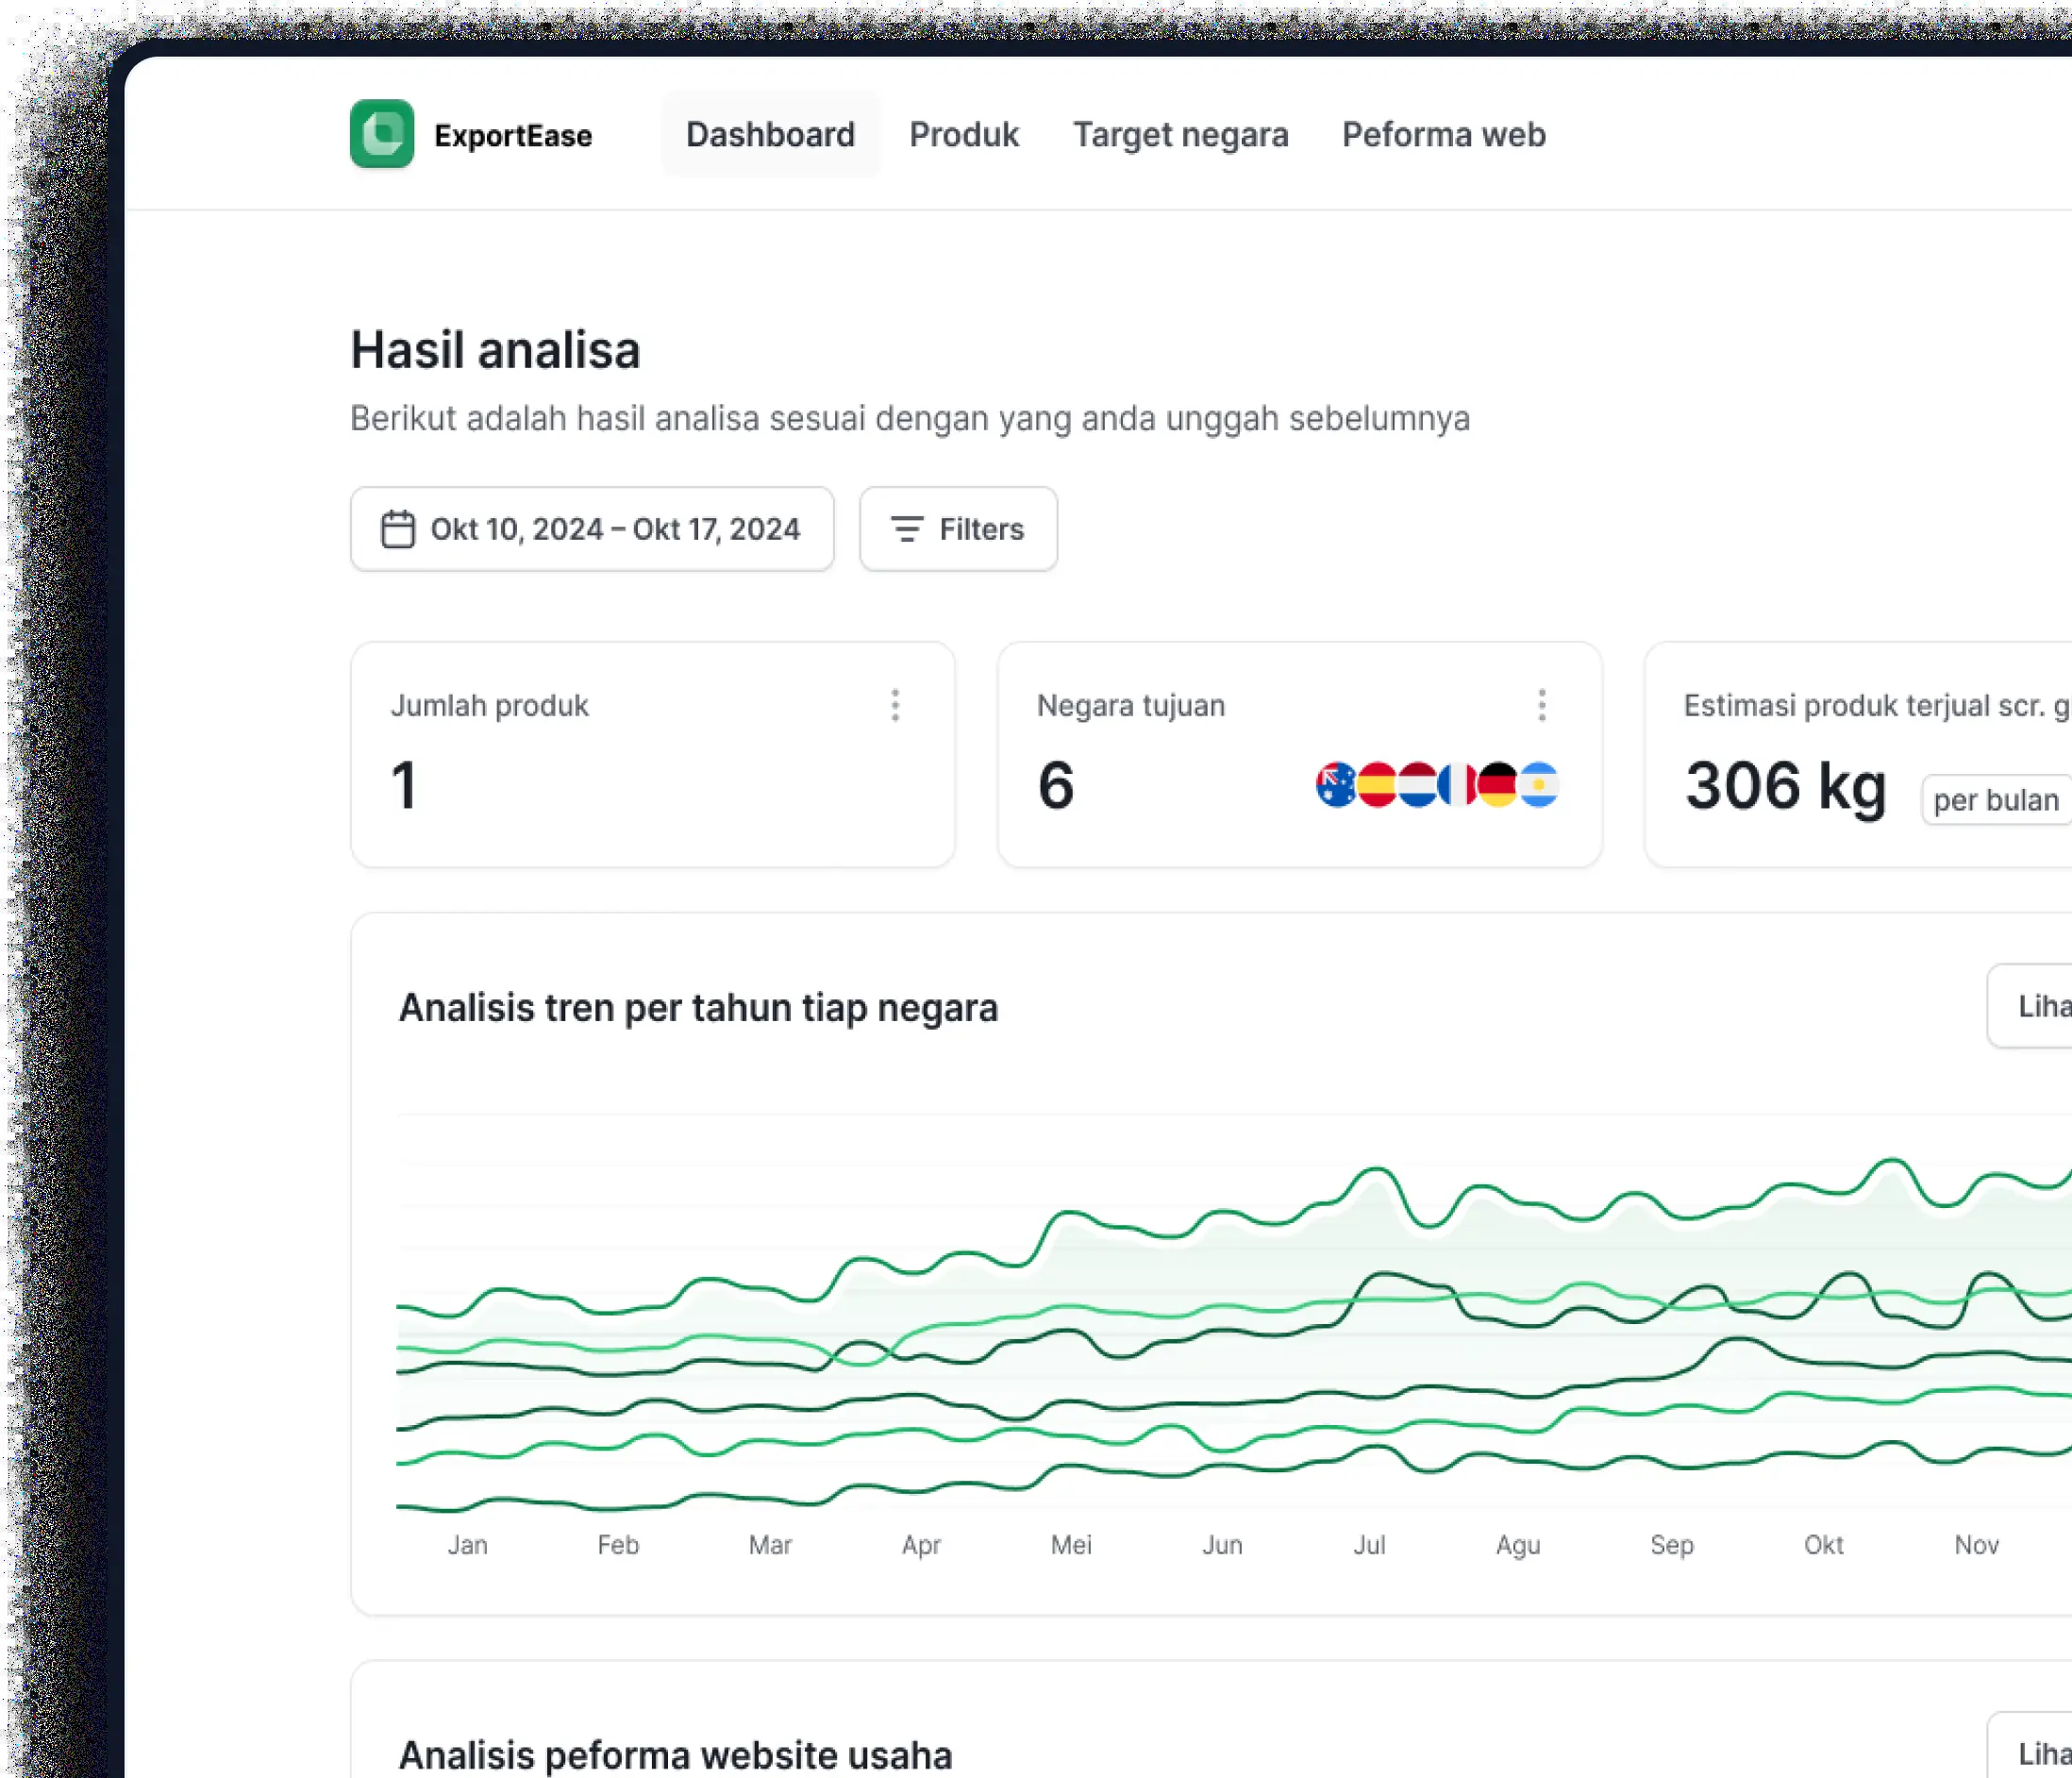 ExportEase Dashboard Produk Target negara Peforma web
Hasil analisa
Berikut adalah hasil analisa sesuai dengan yang anda unggah sebelumnya
Okt 10, 2024 – Okt 17, 2024 Filters
Jumlah produk
1
Negara tujuan
6
Estimasi produk terjual scr.
306 kg per bulan
Analisis tren per tahun tiap negara
Jan Feb Mar Apr Mei Jun Jul Agu Sep Okt Nov
Analisis peforma website usaha